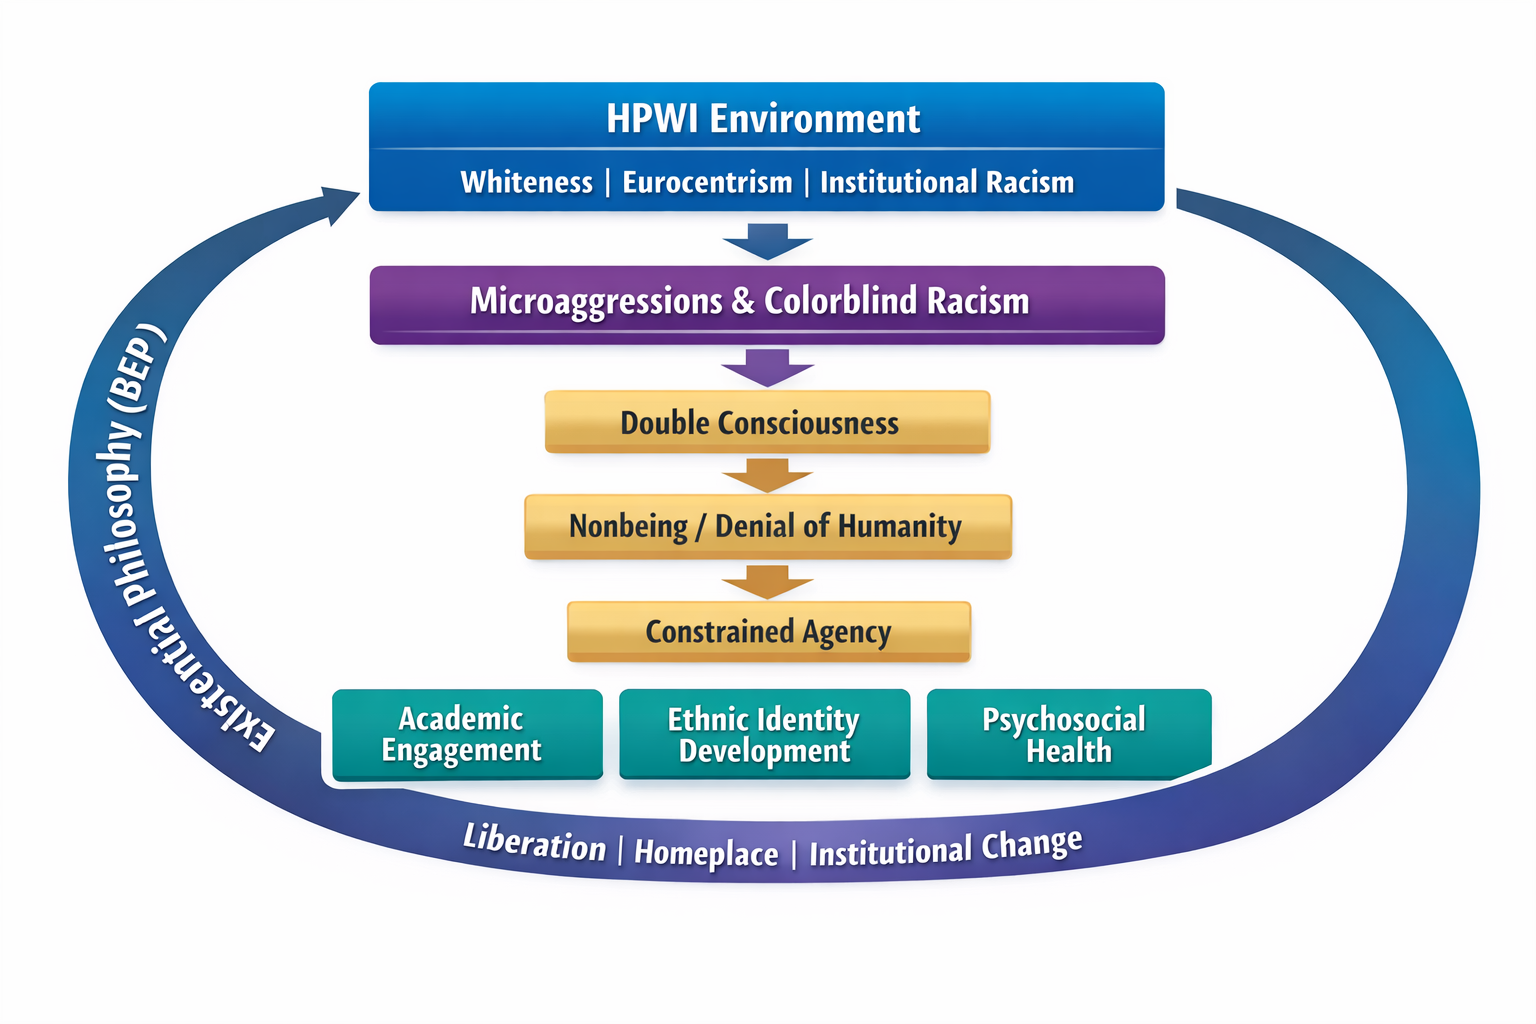 HPWI Environment
Whiteness | Eurocentrism | Institutional Racism
Microaggressions & Colorblind Racism
Double Consciousness
Nonbeing / Denial of Humanity
Constrained Agency
Academic
Engagement
Ethnic Identity
Development
Psychosocial
Health
Existential Philosophy (BEP)
Liberation | Homeplace | Institutional Change